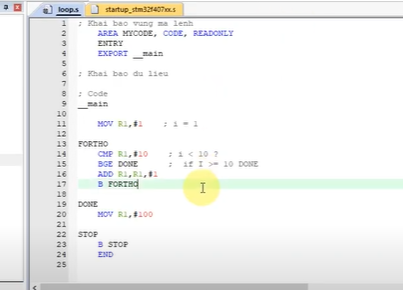 loop.s
startup_stm32f407xx.s
1 ; Khai bao vung ma lenh
2 AREA MYCODE, CODE, READONLY
3 ENTRY
4 EXPORT __main
5
6 ; Khai bao du lieu
7
8 ; Code
9 __main
10
11 MOV R1,#1 ; i = 1
12
13 FORTHO
14 CMP R1,#10 ; i < 10 ?
15 BGE DONE ; if I >= 10 DONE
16 ADD R1,R1,#1
17 B FORTHO
18
19 DONE
20 MOV R1,#100
21
22 STOP
23 B STOP
24 END
25